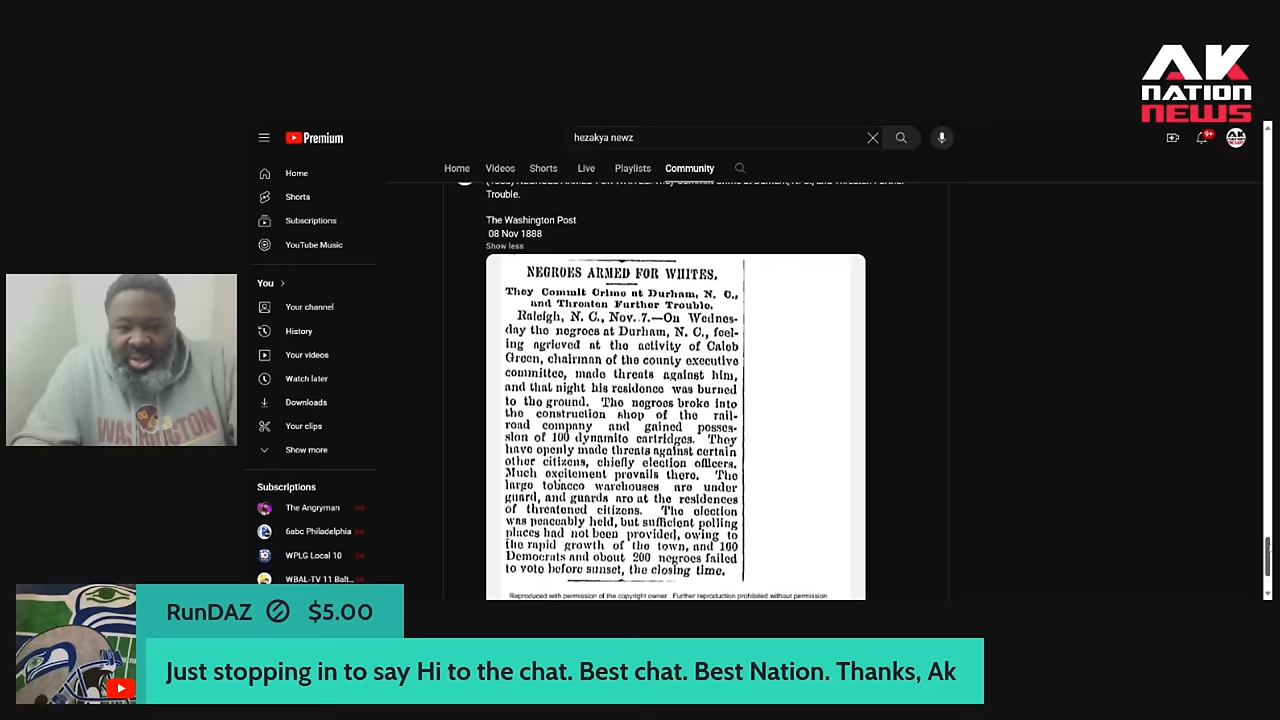 AK
NATION
NEWS
Premium
hezakya newz
9+
Home
Videos
Shorts
Live
Playlists
Community
Home
Shorts
Subscriptions
YouTube Music
You
Your channel
History
Your videos
Watch later
Downloads
Your clips
Show more
Subscriptions
The Angryman
6abc Philadelphia
WPLG Local 10
WBAL-TV 11 Balt...
Trouble.
The Washington Post
08 Nov 1888
Show less
NEGROES ARMED FOR WHITES.
They Commit Crime at Durham, N. C.,
and Threaten Further Trouble.
Raleigh, N. C., Nov. 7.—On Wednes-
day the negroes at Durham, N. C., feel-
ing agrieved at the activity of Caleb
Green, chairman of the county executive
committee, made threats against him,
and that night his residence was burned
to the ground. The negroes broke into
the construction shop of the rail-
road company and gained posses-
sion of 100 dynamite cartridges. They
have openly made threats against certain
other citizens, chiefly election officers.
Much excitement prevails there. The
large tobacco warehouses are under
guard, and guards are at the residences
of threatened citizens. The election
was peaceably held, but sufficient polling
places had not been provided, owing to
the rapid growth of the town, and 100
Democrats and about 200 negroes failed
to vote before sunset, the closing time.
Reproduced with permission of the copyright owner. Further reproduction prohibited without permission
WASHINGTON
RunDAZ $5.00
Just stopping in to say Hi to the chat. Best chat. Best Nation. Thanks, Ak